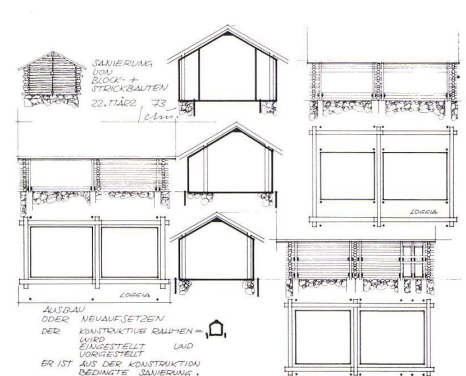 SANIERUNG
VON
BLOCK- +
STRICKBAUTEN
22. MÄRZ 73
LOGGIA
LOGGIA
AUSBAU
ODER NEUAUFSETZEN
DER KONSTRUKTIVE RAHMEN =
WIRD
EINGESTELLT UND
VORGESTELLT
ER IST AUS DER KONSTRUKTION
BEDINGTE SANIERUNG.